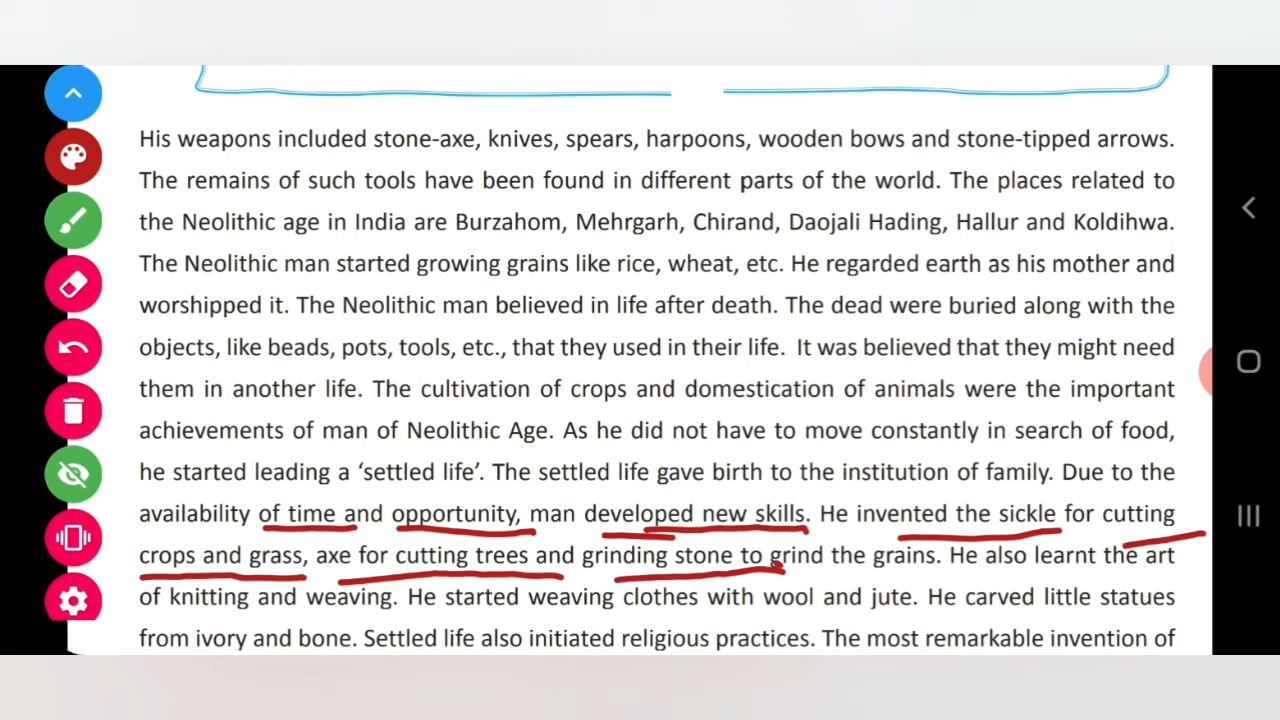 His weapons included stone-axe, knives, spears, harpoons, wooden bows and stone-tipped arrows.
The remains of such tools have been found in different parts of the world. The places related to
the Neolithic age in India are Burzahom, Mehrgarh, Chirand, Daojali Hading, Hallur and Koldihwa.
The Neolithic man started growing grains like rice, wheat, etc. He regarded earth as his mother and
worshipped it. The Neolithic man believed in life after death. The dead were buried along with the
objects, like beads, pots, tools, etc., that they used in their life. It was believed that they might need
them in another life. The cultivation of crops and domestication of animals were the important
achievements of man of Neolithic Age. As he did not have to move constantly in search of food,
he started leading a ‘settled life’. The settled life gave birth to the institution of family. Due to the
availability of time and opportunity, man developed new skills. He invented the sickle for cutting
crops and grass, axe for cutting trees and grinding stone to grind the grains. He also learnt the art
of knitting and weaving. He started weaving clothes with wool and jute. He carved little statues
from ivory and bone. Settled life also initiated religious practices. The most remarkable invention of